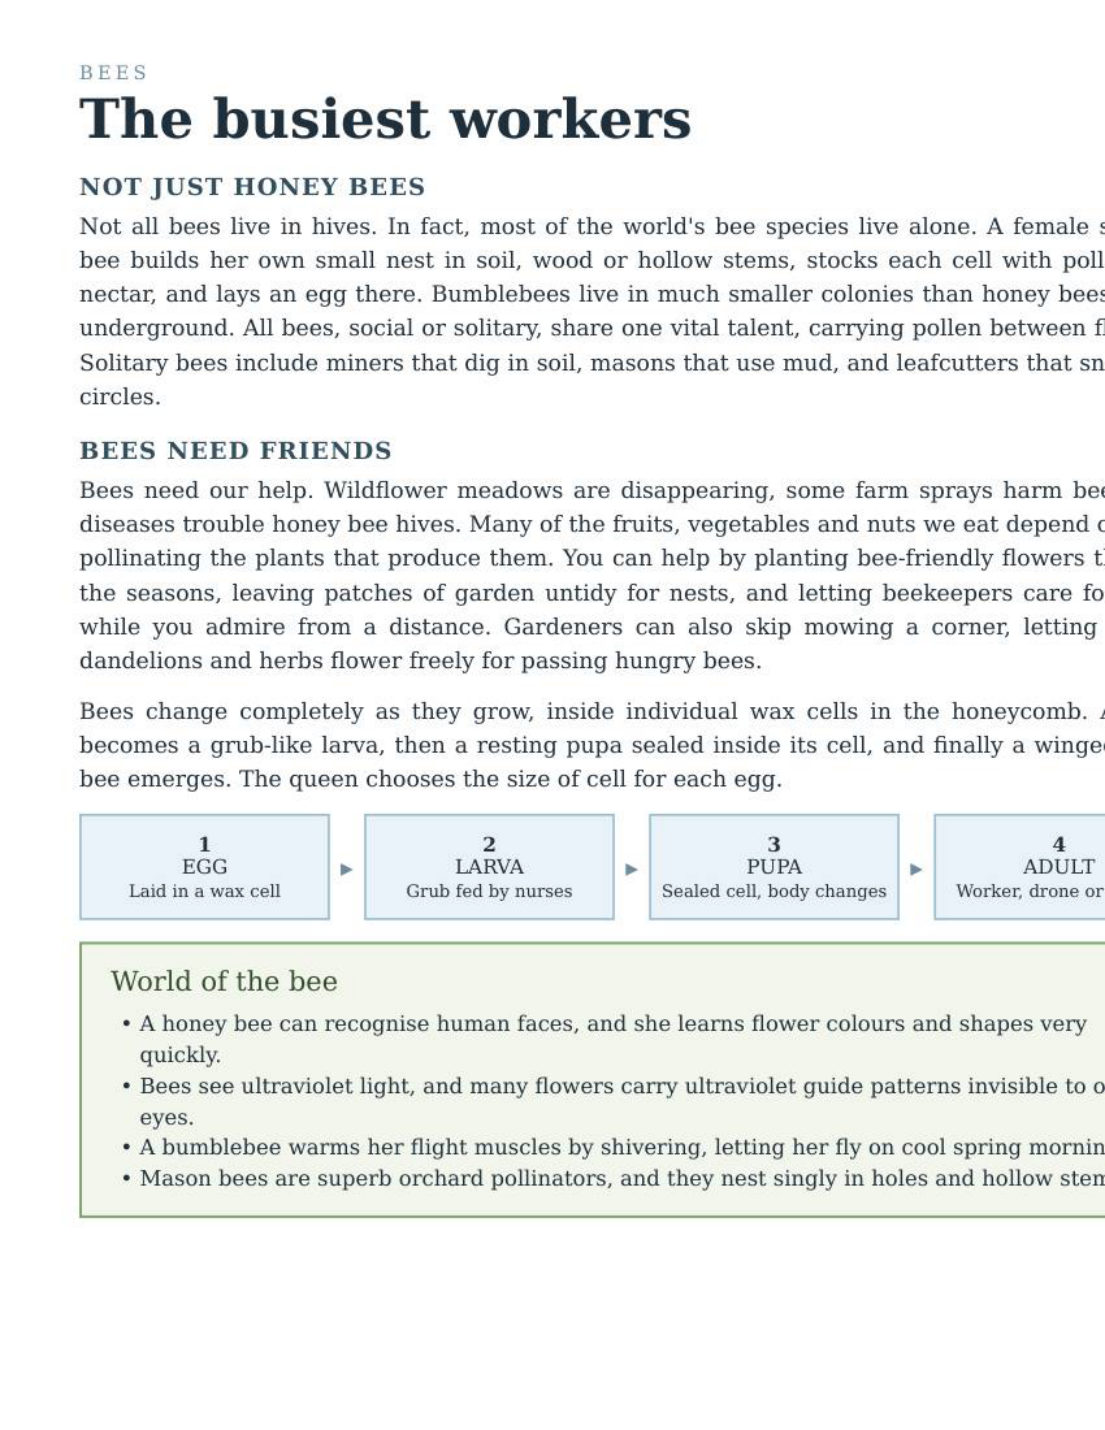 BEES
The busiest workers
NOT JUST HONEY BEES
Not all bees live in hives. In fact, most of the world's bee species live alone. A female
bee builds her own small nest in soil, wood or hollow stems, stocks each cell with
nectar, and lays an egg there. Bumblebees live in much smaller colonies than honey bees
underground. All bees, social or solitary, share one vital talent, carrying pollen between
Solitary bees include miners that dig in soil, masons that use mud, and leafcutters that
circles.
BEES NEED FRIENDS
Bees need our help. Wildflower meadows are disappearing, some farm sprays harm
diseases trouble honey bee hives. Many of the fruits, vegetables and nuts we eat depend
pollinating the plants that produce them. You can help by planting bee-friendly flowers
the seasons, leaving patches of garden untidy for nests, and letting beekeepers care
while you admire from a distance. Gardeners can also skip mowing a corner, letting
dandelions and herbs flower freely for passing hungry bees.
Bees change completely as they grow, inside individual wax cells in the honeycomb.
becomes a grub-like larva, then a resting pupa sealed inside its cell, and finally a
bee emerges. The queen chooses the size of cell for each egg.
1
EGG
Laid in a wax cell
▶
2
LARVA
Grub fed by nurses
▶
3
PUPA
Sealed cell, body changes
▶
4
ADULT
Worker, drone or
World of the bee
• A honey bee can recognise human faces, and she learns flower colours and shapes very
quickly.
• Bees see ultraviolet light, and many flowers carry ultraviolet guide patterns invisible to
eyes.
• A bumblebee warms her flight muscles by shivering, letting her fly on cool spring
• Mason bees are superb orchard pollinators, and they nest singly in holes and hollow